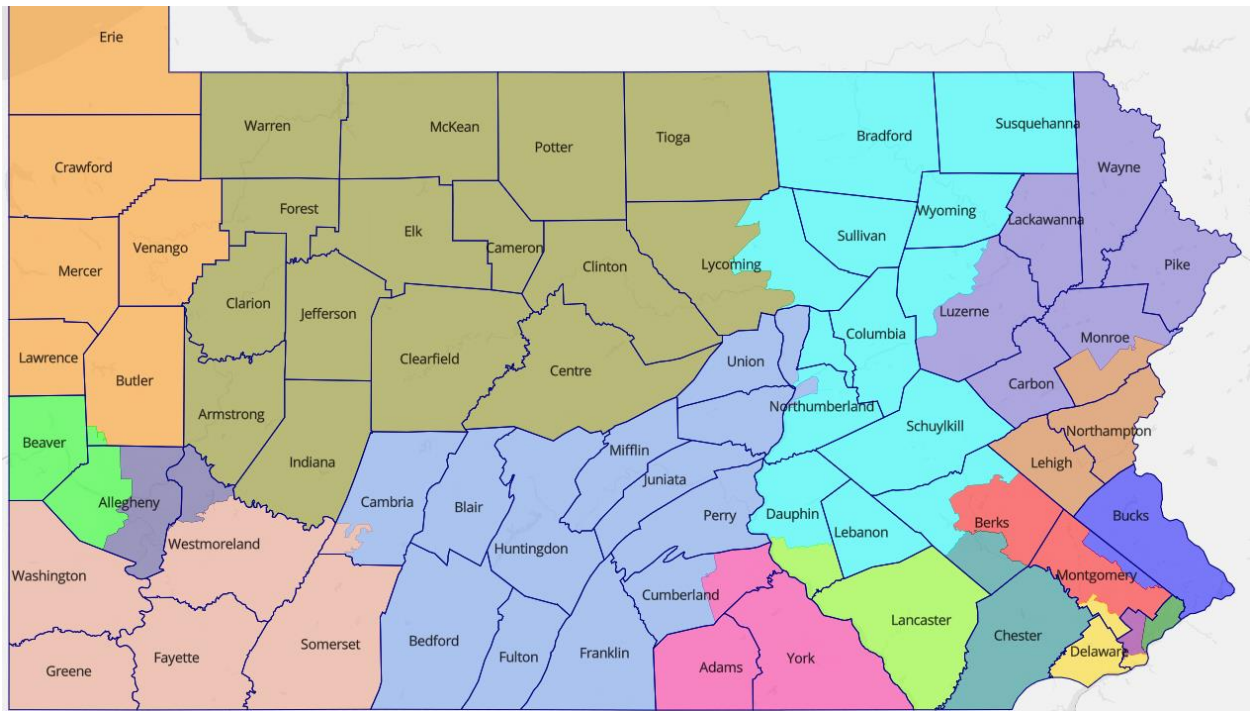 Erie
Warren
McKean
Potter
Tioga
Bradford
Susquehanna
Crawford
Wayne
Forest
Wyoming
Lackawanna
Venango
Elk
Cameron
Sullivan
Mercer
Clinton
Lycoming
Pike
Clarion
Jefferson
Luzerne
Columbia
Monroe
Lawrence
Clearfield
Union
Butler
Centre
Carbon
Armstrong
Northumberland
Beaver
Schuylkill
Northampton
Mifflin
Indiana
Lehigh
Juniata
Allegheny
Cambria
Blair
Perry
Dauphin
Bucks
Berks
Lebanon
Westmoreland
Huntingdon
Washington
Montgomery
Cumberland
Lancaster
Chester
Somerset
Bedford
Delaware
Franklin
Fulton
Fayette
York
Adams
Greene